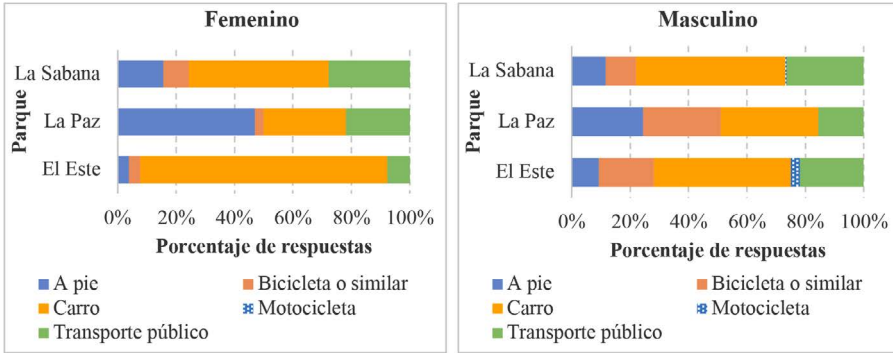 Femenino
Parque
La Sabana
La Paz
El Este
0% 20% 40% 60% 80% 100%
Porcentaje de respuestas
A pie Bicicleta o similar
Carro Motocicleta
Transporte público
Masculino
Parque
La Sabana
La Paz
El Este
0% 20% 40% 60% 80% 100%
Porcentaje de respuestas
A pie Bicicleta o similar
Carro Motocicleta
Transporte público